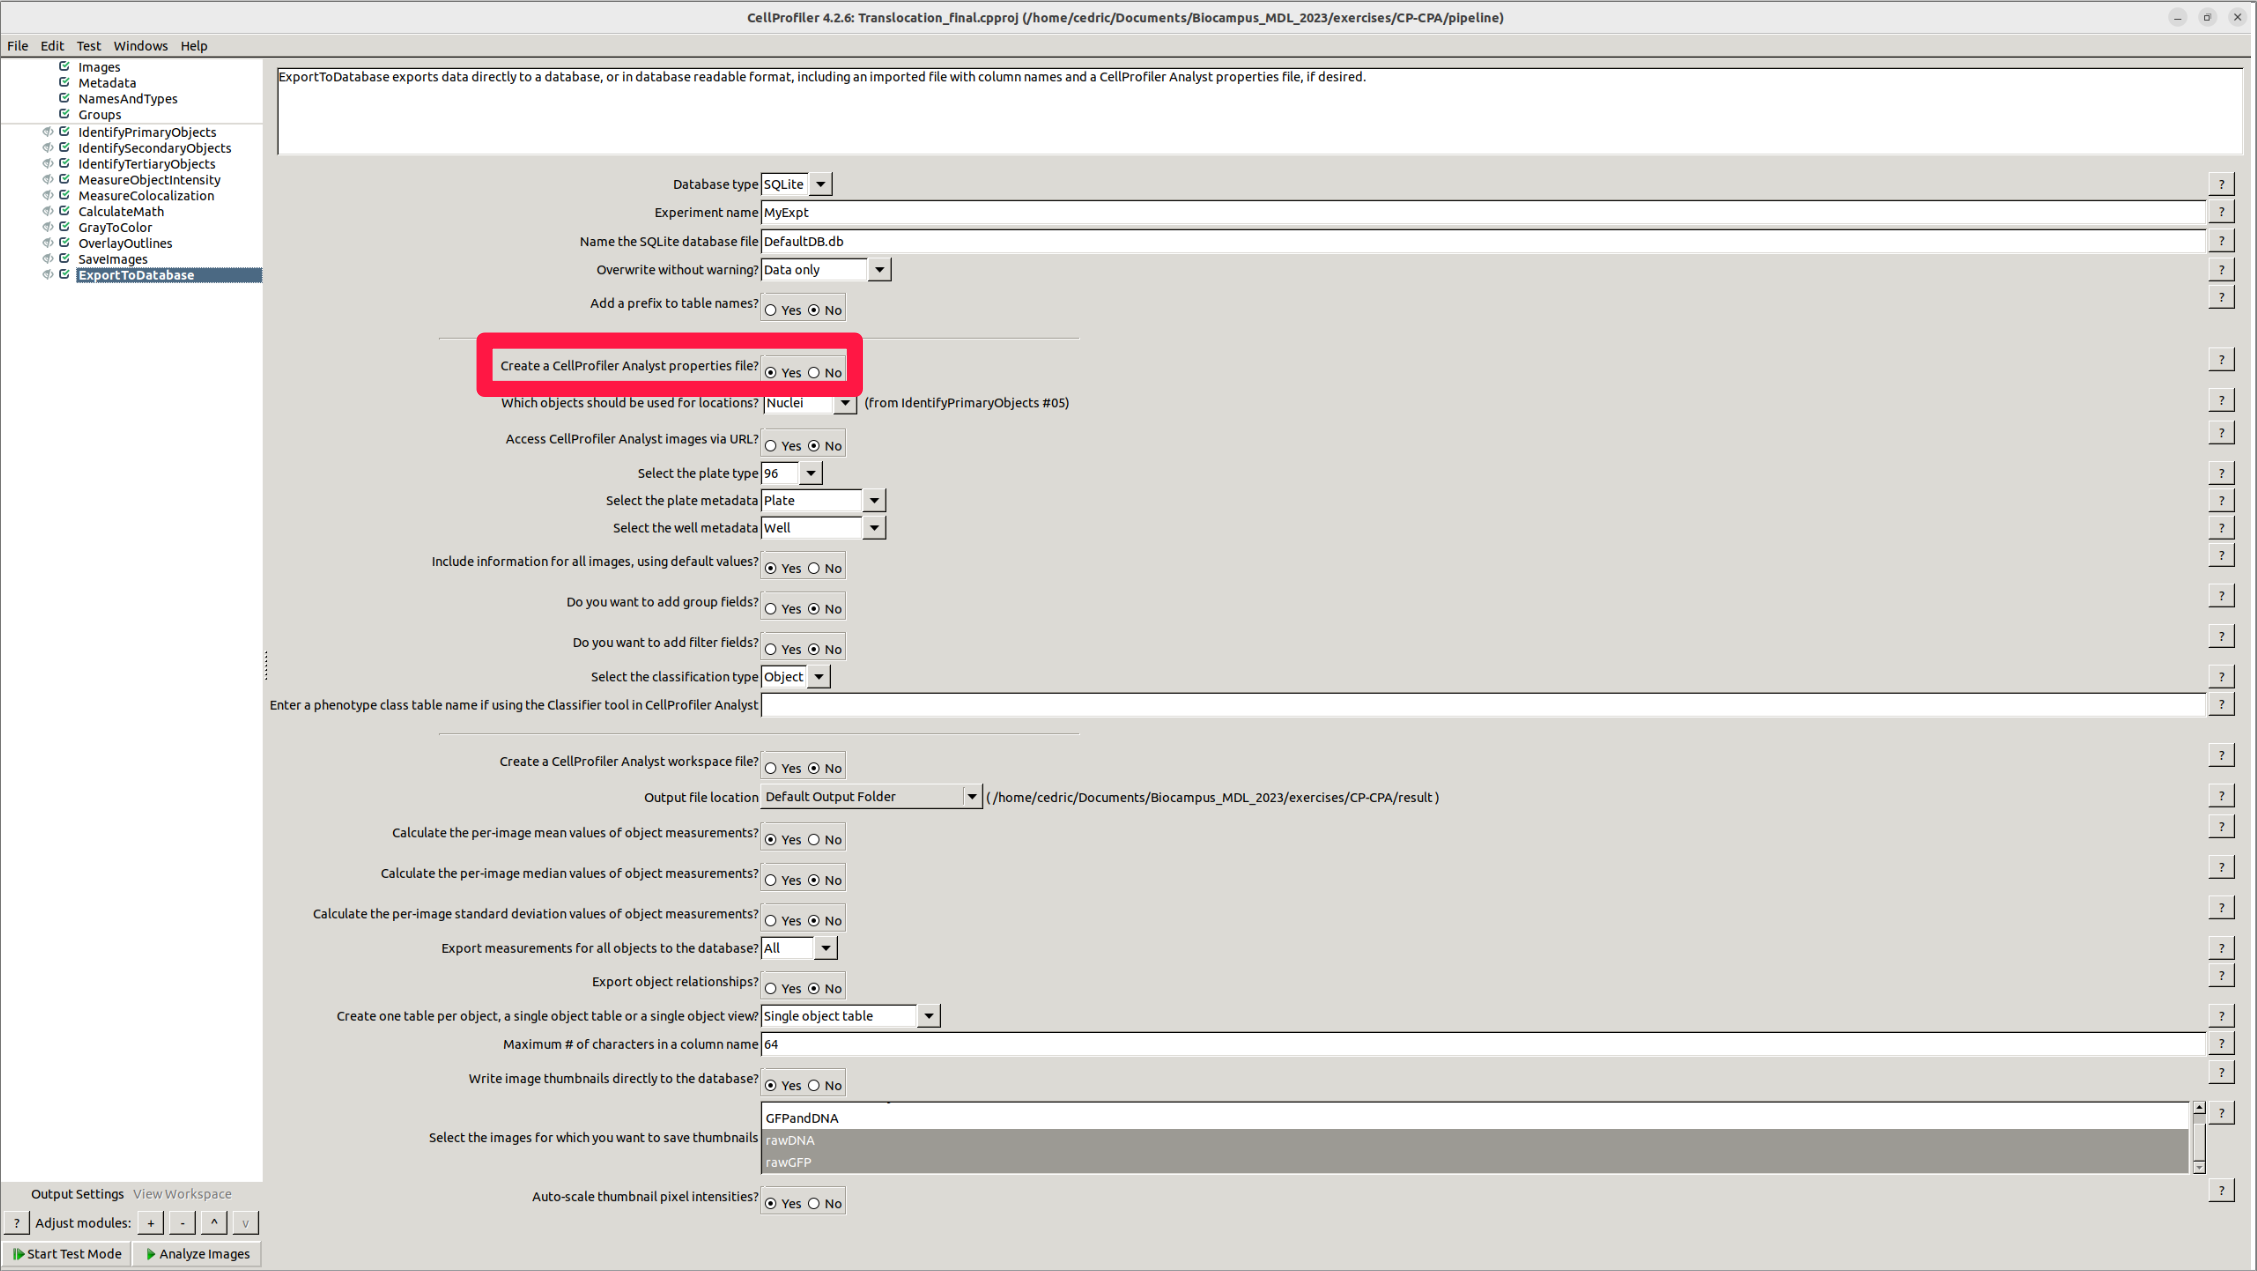 CellProfiler 4.2.6: Translocation_final.cpproj (/home/cedric/Documents/Biocampus_MDL_2023/exercises/CP-CPA/pipeline)
File Edit Test Windows Help
Images
Metadata
NamesAndTypes
Groups
IdentifyPrimaryObjects
IdentifySecondaryObjects
IdentifyTertiaryObjects
MeasureObjectIntensity
MeasureColocalization
CalculateMath
GrayToColor
OverlayOutlines
SaveImages
ExportToDatabase
Output Settings View Workspace
? Adjust modules: + - ^ v
Start Test Mode Analyze Images
ExportToDatabase exports data directly to a database, or in database readable format, including an imported file with column names and a CellProfiler Analyst properties file, if desired.
Database type SQLite ?
Experiment name MyExpt ?
Name the SQLite database file DefaultDB.db ?
Overwrite without warning? Data only ?
Add a prefix to table names? Yes No ?
Create a CellProfiler Analyst properties file? Yes No ?
Which objects should be used for locations? Nuclei (from IdentifyPrimaryObjects #05) ?
Access CellProfiler Analyst images via URL? Yes No ?
Select the plate type 96 ?
Select the plate metadata Plate ?
Select the well metadata Well ?
Include information for all images, using default values? Yes No ?
Do you want to add group fields? Yes No ?
Do you want to add filter fields? Yes No ?
Select the classification type Object ?
Enter a phenotype class table name if using the Classifier tool in CellProfiler Analyst ?
Create a CellProfiler Analyst workspace file? Yes No ?
Output file location Default Output Folder (/home/cedric/Documents/Biocampus_MDL_2023/exercises/CP-CPA/result ) ?
Calculate the per-image mean values of object measurements? Yes No ?
Calculate the per-image median values of object measurements? Yes No ?
Calculate the per-image standard deviation values of object measurements? Yes No ?
Export measurements for all objects to the database? All ?
Export object relationships? Yes No ?
Create one table per object, a single object table or a single object view? Single object table ?
Maximum # of characters in a column name 64 ?
Write image thumbnails directly to the database? Yes No ?
GFPandDNA ?
Select the images for which you want to save thumbnails rawDNA
rawGFP
Auto-scale thumbnail pixel intensities? Yes No ?